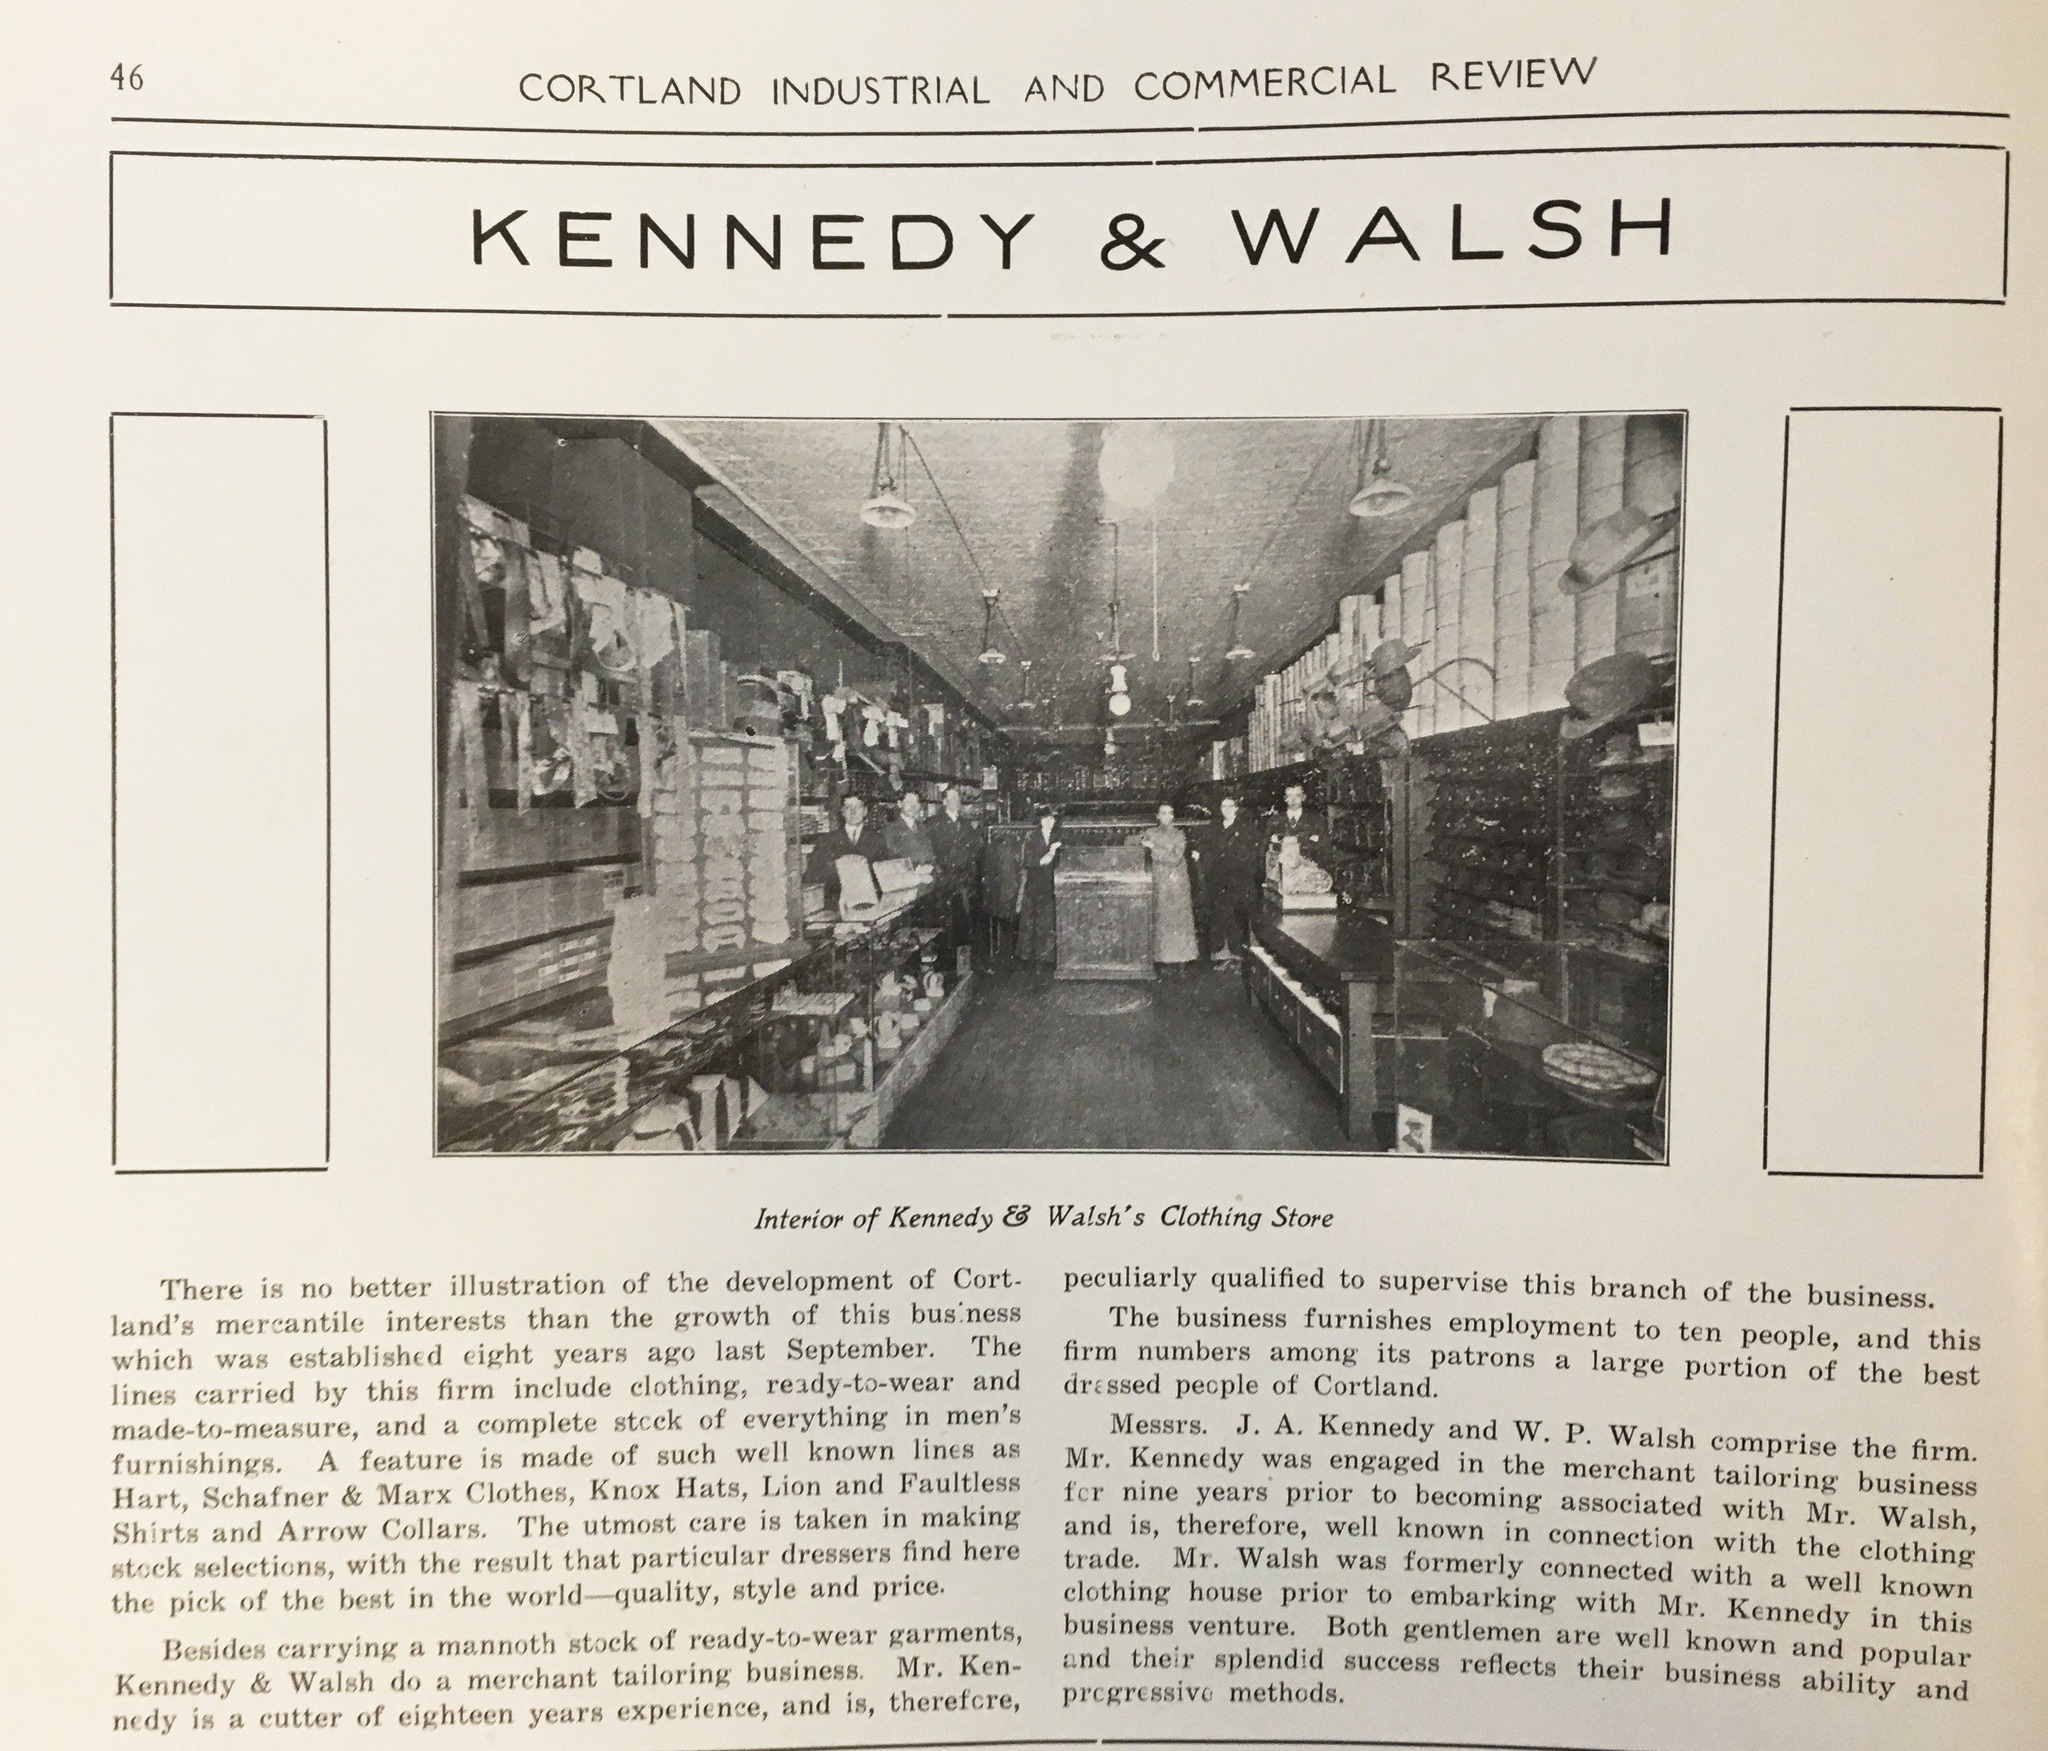 46
CORTLAND INDUSTRIAL AND COMMERCIAL REVIEW
KENNEDY & WALSH
Interior of Kennedy & Walsh's Clothing Store
There is no better illustration of the development of Cort-
land's mercantile interests than the growth of this business
which was established eight years ago last September. The
lines carried by this firm include clothing, ready-to-wear and
made-to-measure, and a complete stock of everything in men's
furnishings. A feature is made of such well known lines as
Hart, Schafner & Marx Clothes, Knox Hats, Lion and Faultless
Shirts and Arrow Collars. The utmost care is taken in making
stock selections, with the result that particular dressers find here
the pick of the best in the world—quality, style and price.
Besides carrying a mannoth stock of ready-to-wear garments,
Kennedy & Walsh do a merchant tailoring business. Mr. Ken-
nedy is a cutter of eighteen years experience, and is, therefore,
peculiarly qualified to supervise this branch of the business.
The business furnishes employment to ten people, and this
firm numbers among its patrons a large portion of the best
dressed people of Cortland.
Messrs. J. A. Kennedy and W. P. Walsh comprise the firm.
Mr. Kennedy was engaged in the merchant tailoring business
for nine years prior to becoming associated with Mr. Walsh,
and is, therefore, well known in connection with the clothing
trade. Mr. Walsh was formerly connected with a well known
clothing house prior to embarking with Mr. Kennedy in this
business venture. Both gentlemen are well known and popular
and their splendid success reflects their business ability and
progressive methods.